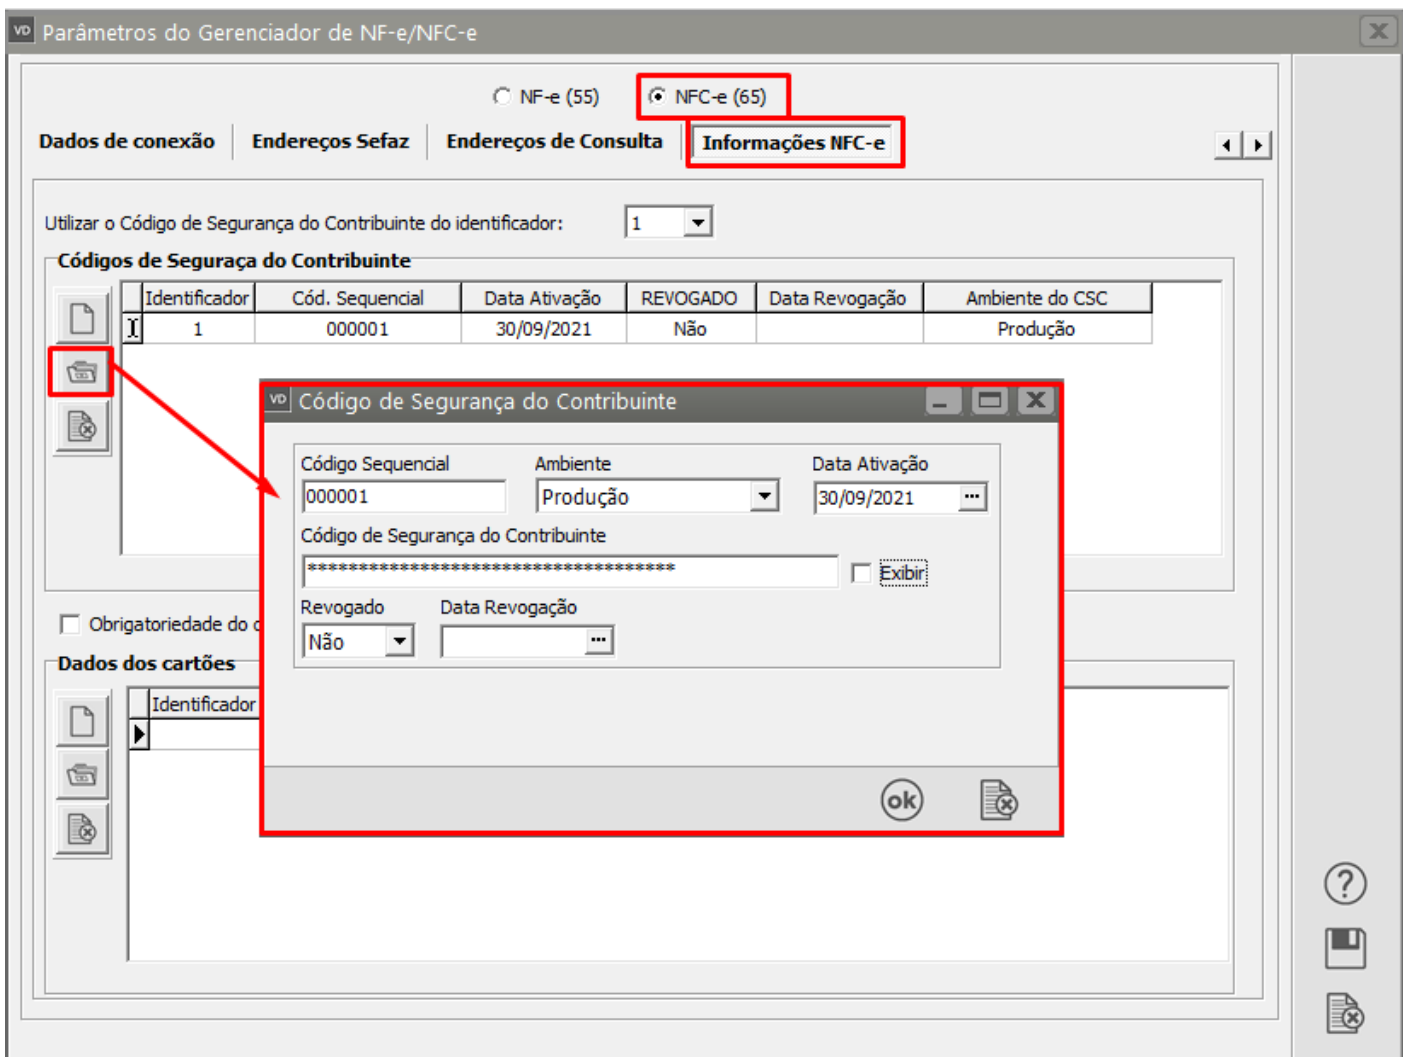 VD Parâmetros do Gerenciador de NF-e/NFC-e
NF-e (55) NFC-e (65)
Dados de conexão Endereços Sefaz Endereços de Consulta Informações NFC-e
Utilizar o Código de Segurança do Contribuinte do identificador: 1
Códigos de Seguraça do Contribuinte
Identificador Cód. Sequencial Data Ativação REVOGADO Data Revogação Ambiente do CSC
1 000001 30/09/2021 Não Produção
VD Código de Segurança do Contribuinte
Código Sequencial Ambiente Data Ativação
000001 Produção 30/09/2021 ...
Código de Segurança do Contribuinte
************************************ Exibir
Revogado Data Revogação
Não ...
ok
Obrigatoriedade do
Dados dos cartões
Identificador